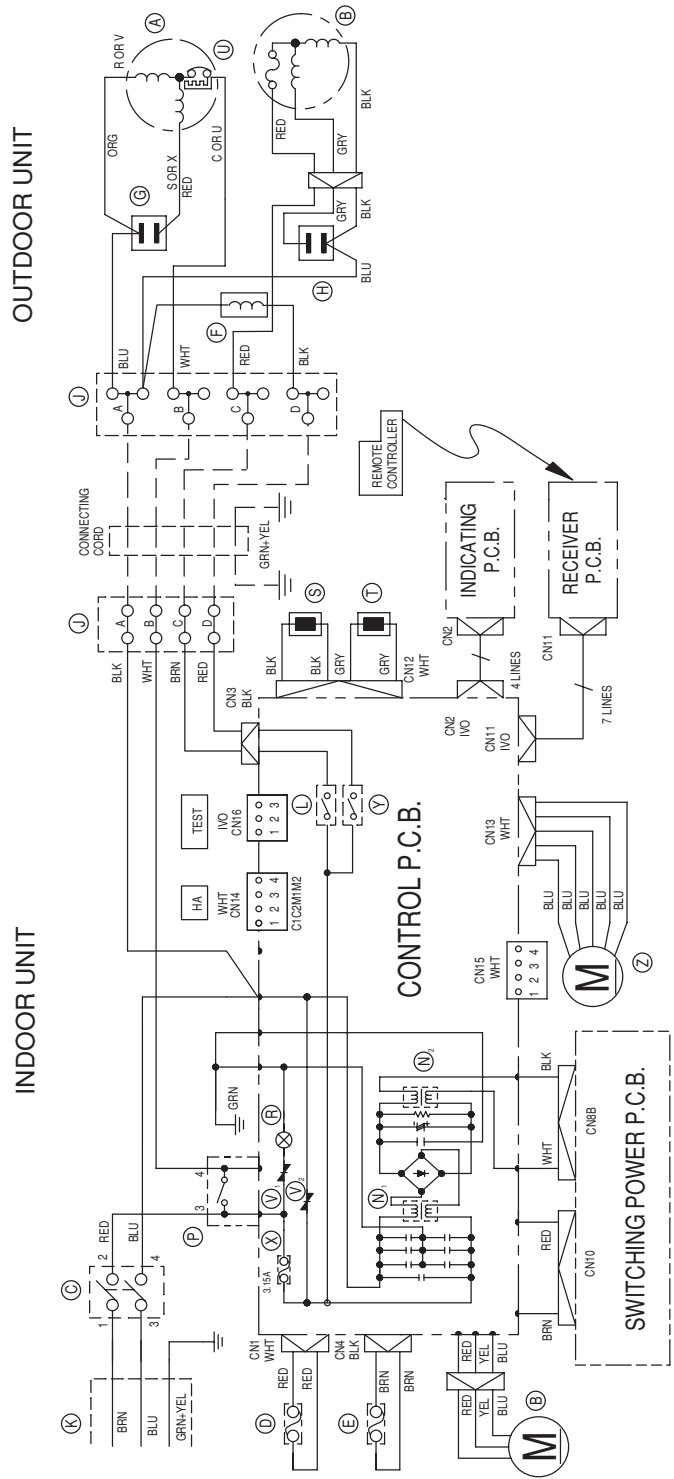 INDOOR UNIT
OUTDOOR UNIT
K
BRN
BLU
GRN+YEL
C
1
2
3
4
RED
BLU
P
3
4
GRN
D
E
CN1
WHT
RED
RED
CN4
BLK
BRN
BRN
X
3.15A
V1
V2
R
N1
N2
HA
WHT
CN14
1 2 3 4
C1C2M1M2
TEST
IVO
CN16
1 2 3
L
Y
CONTROL P.C.B.
CN3
BLK
BLK
WHT
BRN
RED
J
A
B
C
D
CONNECTING
CORD
GRN+YEL
J
A
B
C
D
BLU
WHT
RED
BLK
F
G
ORG
R OR V
S OR X
RED
C OR U
A
U
H
BLU
GRY
BLK
RED
GRY
BLK
B
S
T
BLK
BLK
GRY
GRY
CN12
WHT
REMOTE
CONTROLLER
CN2
IVO
4 LINES
CN2
INDICATING
P.C.B.
CN11
IVO
7 LINES
CN11
RECEIVER
P.C.B.
CN13
WHT
BLU
BLU
BLU
BLU
BLU
M
Z
CN15
WHT
1 2 3 4
RED
YEL
BLU
RED
YEL
BLU
M
B
BRN
RED
WHT
BLK
CN10
CN8B
SWITCHING POWER P.C.B.